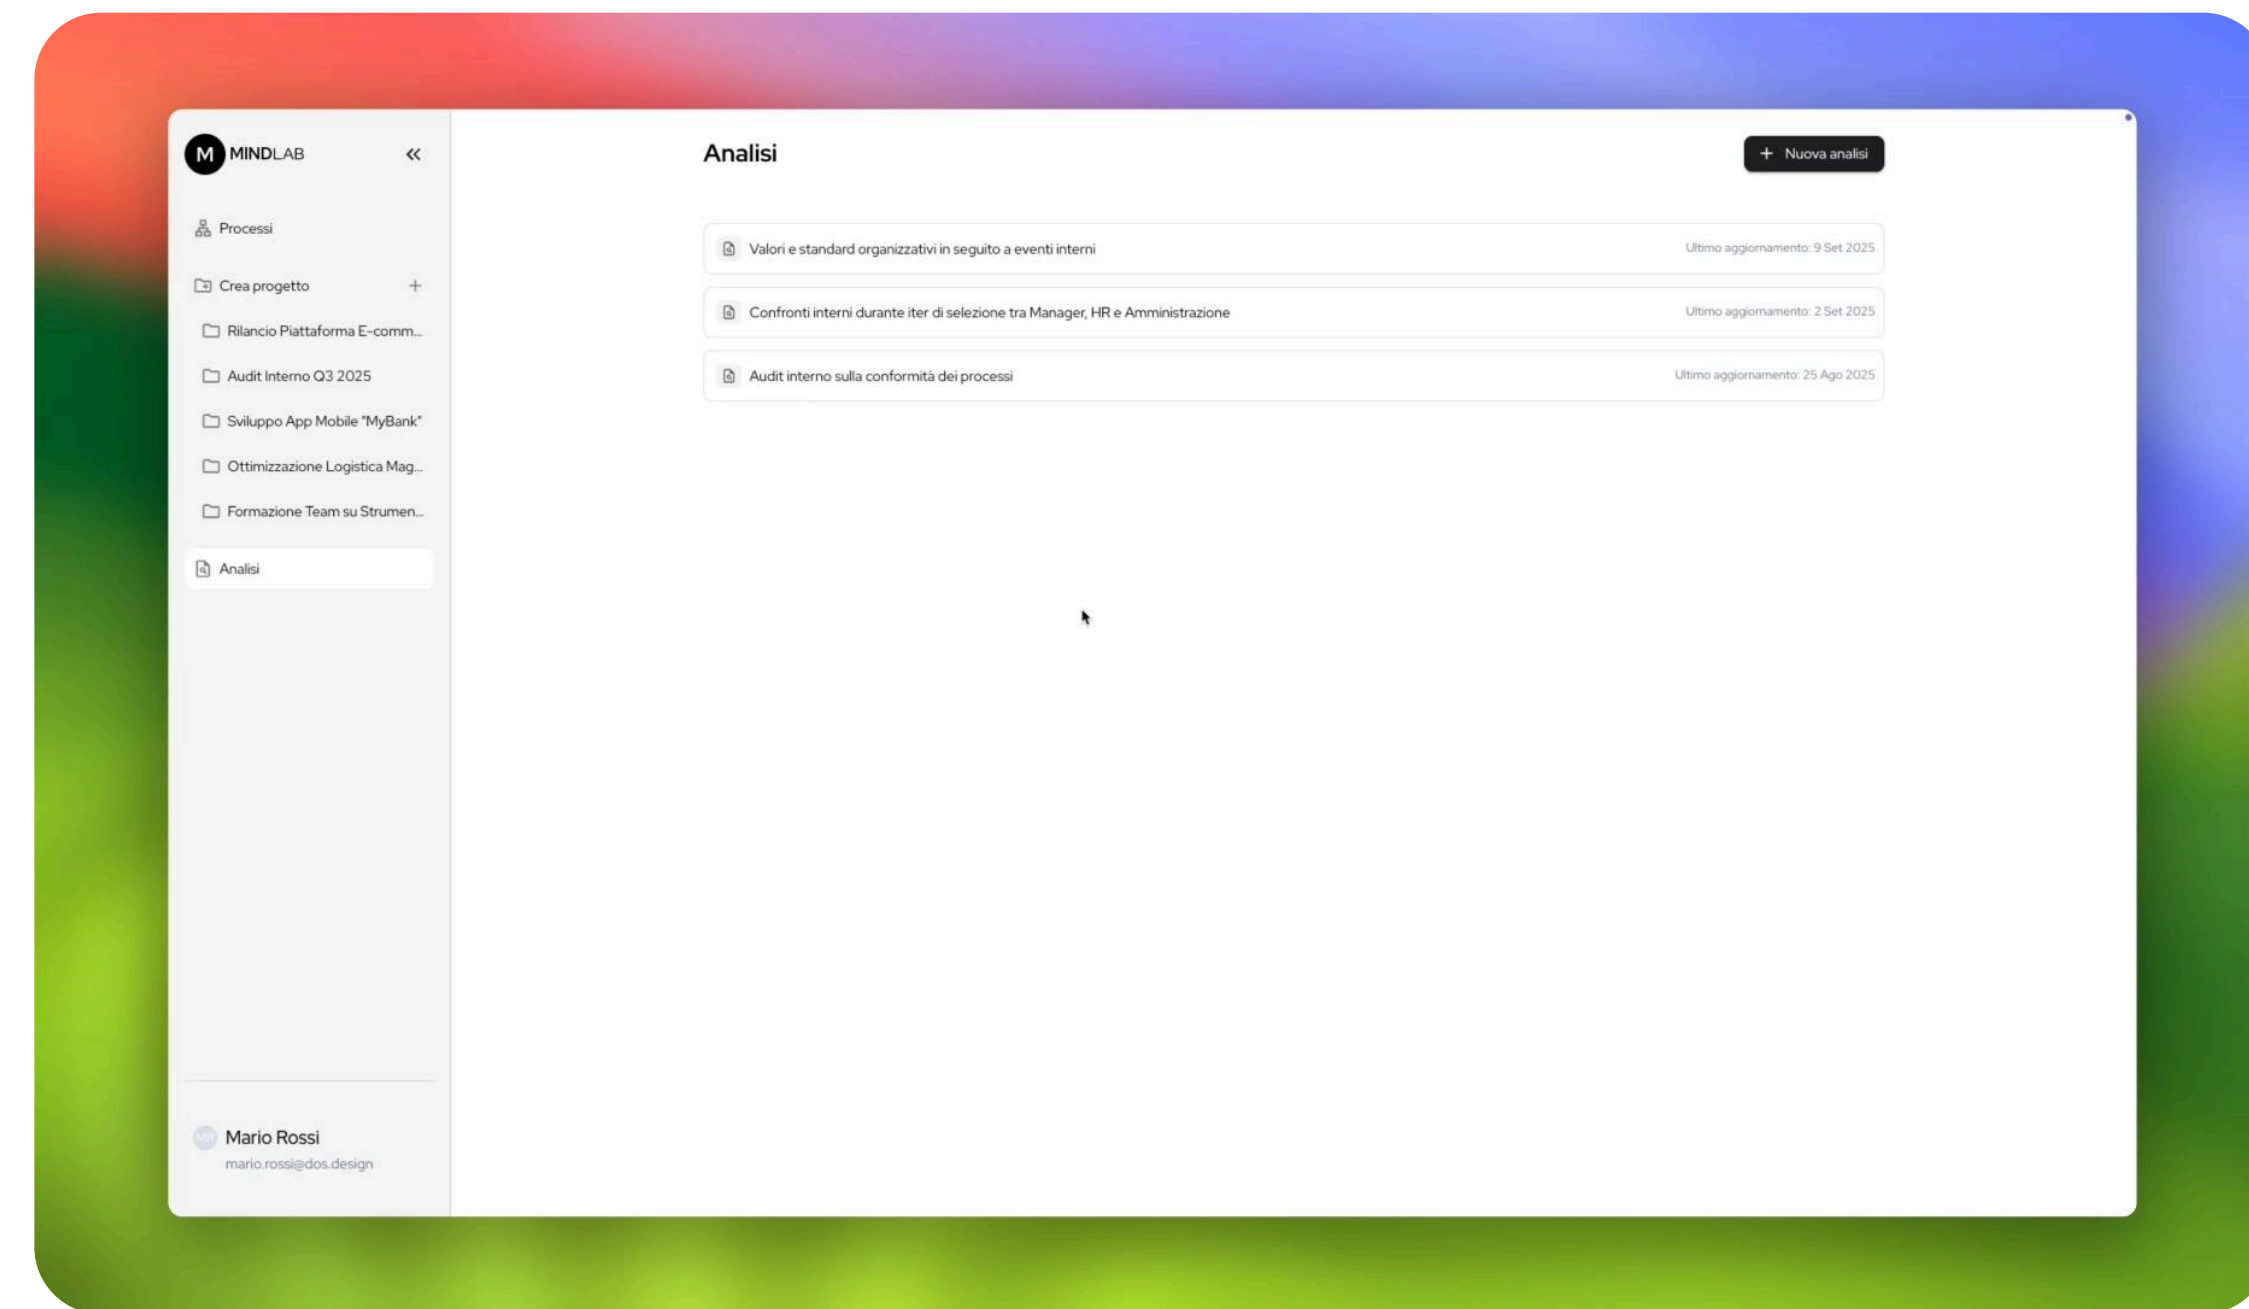 M MINDLAB
Processi
Crea progetto
Rilancio Piattaforma E-comm...
Audit Interno Q3 2025
Sviluppo App Mobile "MyBank"
Ottimizzazione Logistica Mag...
Formazione Team su Strumen...
Analisi
Mario Rossi
mario.rossi@dos.design
Analisi
+ Nuova analisi
Valori e standard organizzativi in seguito a eventi interni
Ultimo aggiornamento: 9 Set 2025
Confronti interni durante iter di selezione tra Manager, HR e Amministrazione
Ultimo aggiornamento: 2 Set 2025
Audit interno sulla conformità dei processi
Ultimo aggiornamento: 25 Ago 2025